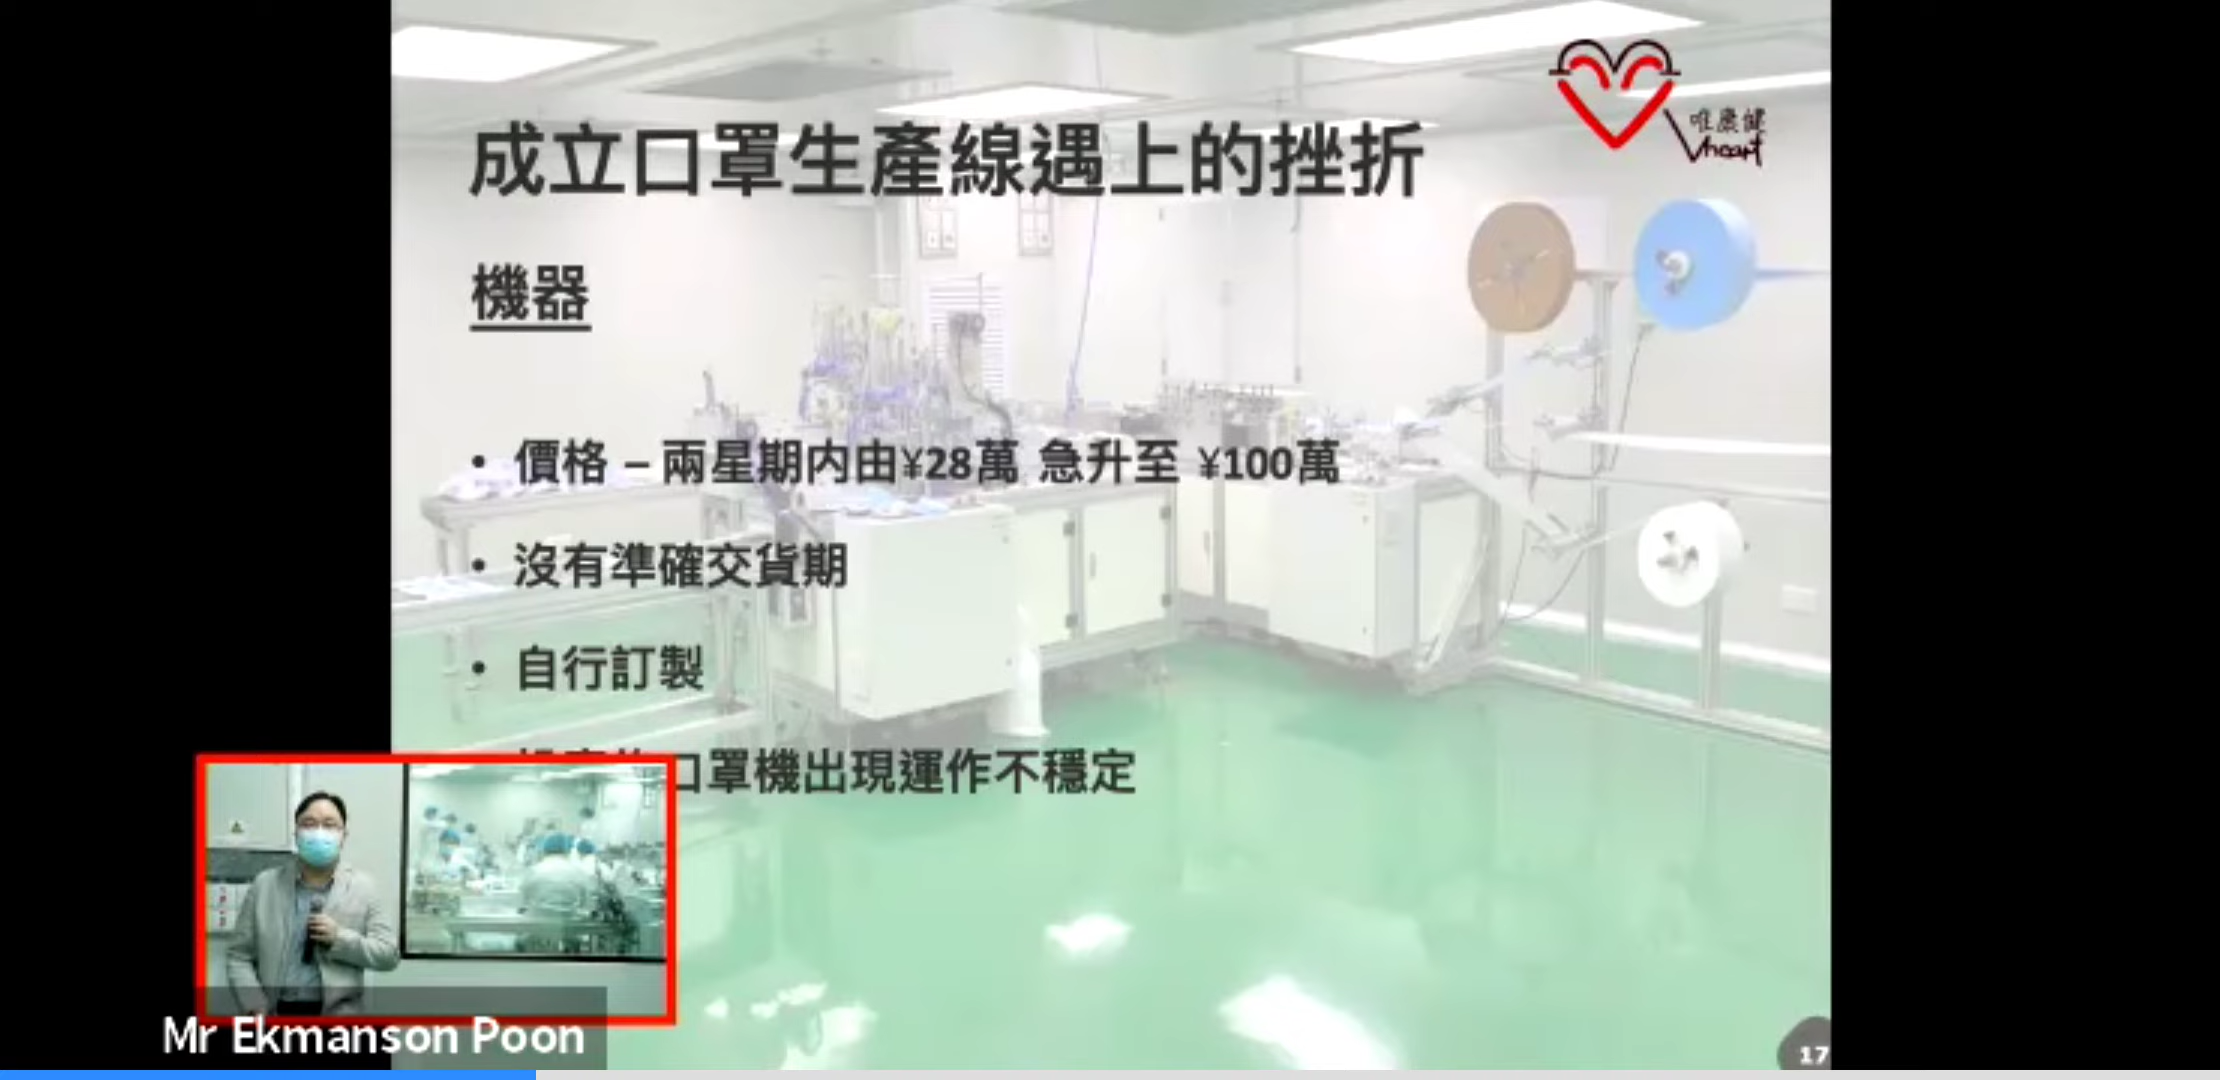 唯康健
Vheart
成立口罩生產線遇上的挫折
機器
• 價格 – 兩星期内由¥28萬 急升至 ¥100萬
• 沒有準確交貨期
• 自行訂製
口罩機出現運作不穩定
Mr Ekmanson Poon
17